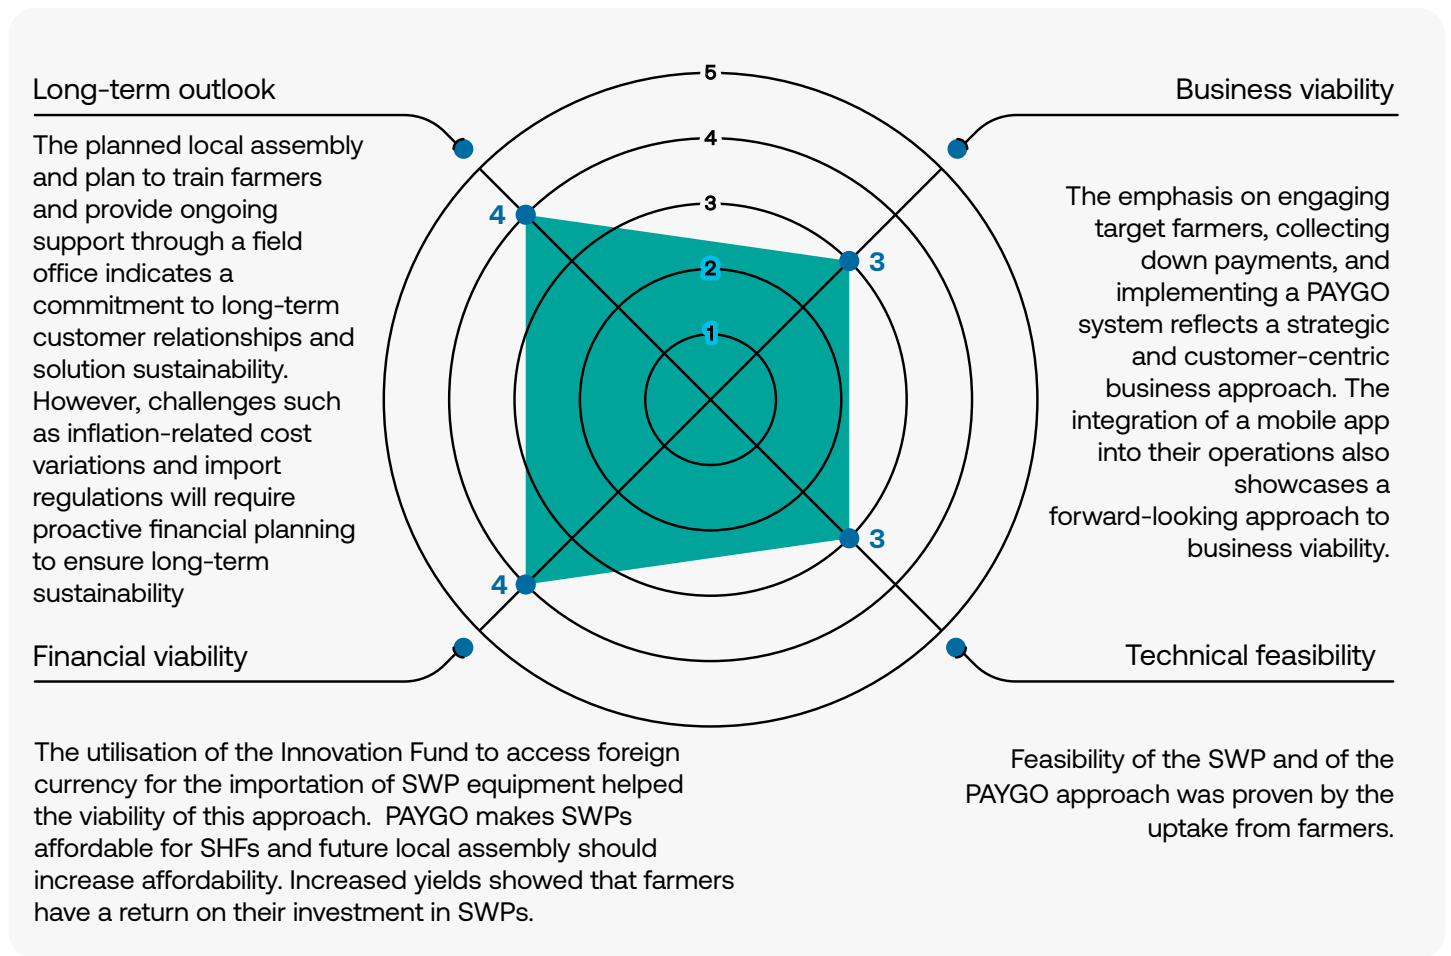 Long-term outlook
The planned local assembly
and plan to train farmers
and provide ongoing
support through a field
office indicates a
commitment to long-term
customer relationships and
solution sustainability.
However, challenges such
as inflation-related cost
variations and import
regulations will require
proactive financial planning
to ensure long-term
sustainability
5
4
3
2
1
4
3
3
4
Business viability
The emphasis on engaging
target farmers, collecting
down payments, and
implementing a PAYGO
system reflects a strategic
and customer-centric
business approach. The
integration of a mobile app
into their operations also
showcases a
forward-looking approach to
business viability.
Financial viability
The utilisation of the Innovation Fund to access foreign
currency for the importation of SWP equipment helped
the viability of this approach.  PAYGO makes SWPs
affordable for SHFs and future local assembly should
increase affordability. Increased yields showed that farmers
have a return on their investment in SWPs.
Technical feasibility
Feasibility of the SWP and of the
PAYGO approach was proven by the
uptake from farmers.